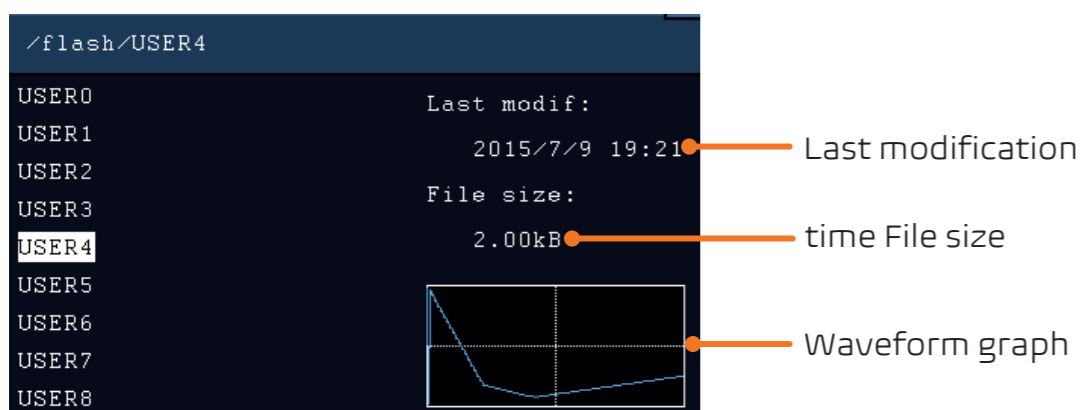 /flash/USER4
USER0
USER1
USER2
USER3
USER4
USER5
USER6
USER7
USER8
Last modif:
2015/7/9 19:21
File size:
2.00kB
Last modification
time File size
Waveform graph